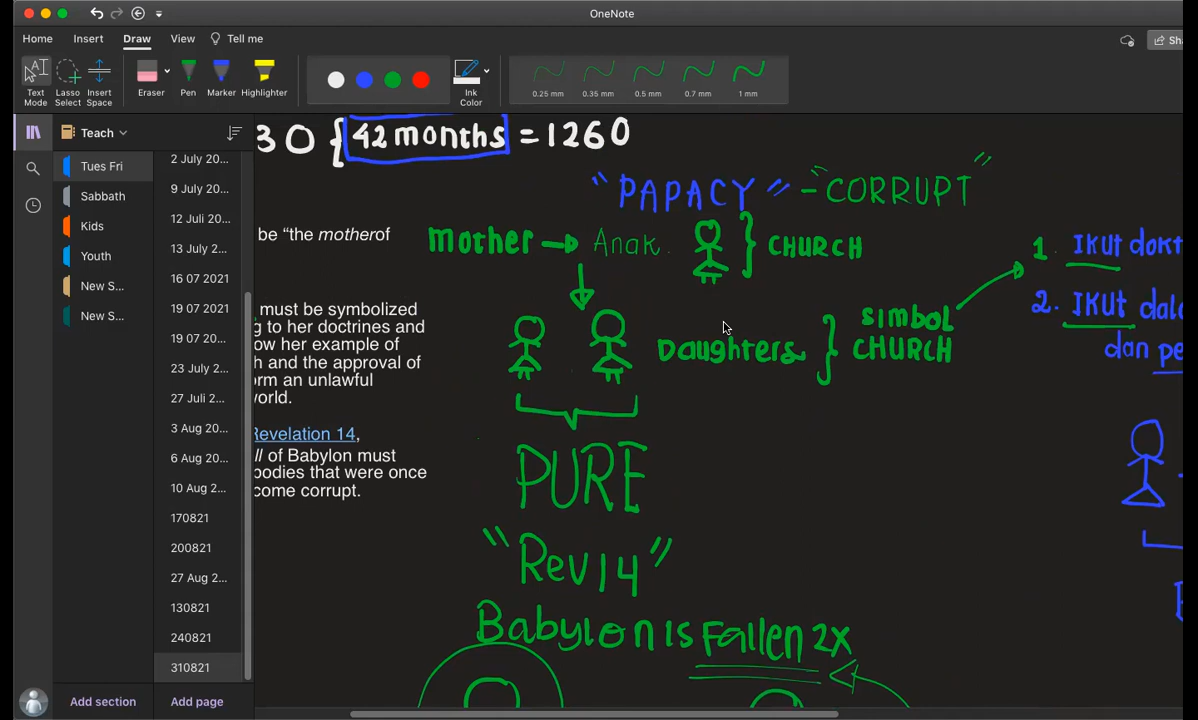 OneNote
Home Insert Draw View Tell me
Sha
Text Mode
Lasso Select
Insert Space
Eraser
Pen
Marker
Highlighter
Ink Color
0.25 mm 0.35 mm 0.5 mm 0.7 mm 1 mm
Teach
Tues Fri
Sabbath
Kids
Youth
New S...
New S...
2 July 20...
9 July 20...
12 Juli 20...
13 July 2...
16 07 2021
19 07 2021
19 07 20...
23 July 2...
27 Juli 2...
3 Aug 20...
6 Aug 20...
10 Aug 2...
170821
200821
27 Aug 2...
130821
240821
310821
Add section
Add page
30 { 42 months = 1260
"PAPACY" - "CORRUPT"
be "the mother of
mother → Anak. } CHURCH
must be symbolized
g to her doctrines and
ow her example of
h and the approval of
orm an unlawful
vorld.
Daughters } SIMBOL CHURCH
1. IKUT dokt
2. IKUT dala
dan pe
Revelation 14,
ll of Babylon must
bodies that were once
come corrupt.
PURE
"Rev 14"
Babylon is Fallen 2X